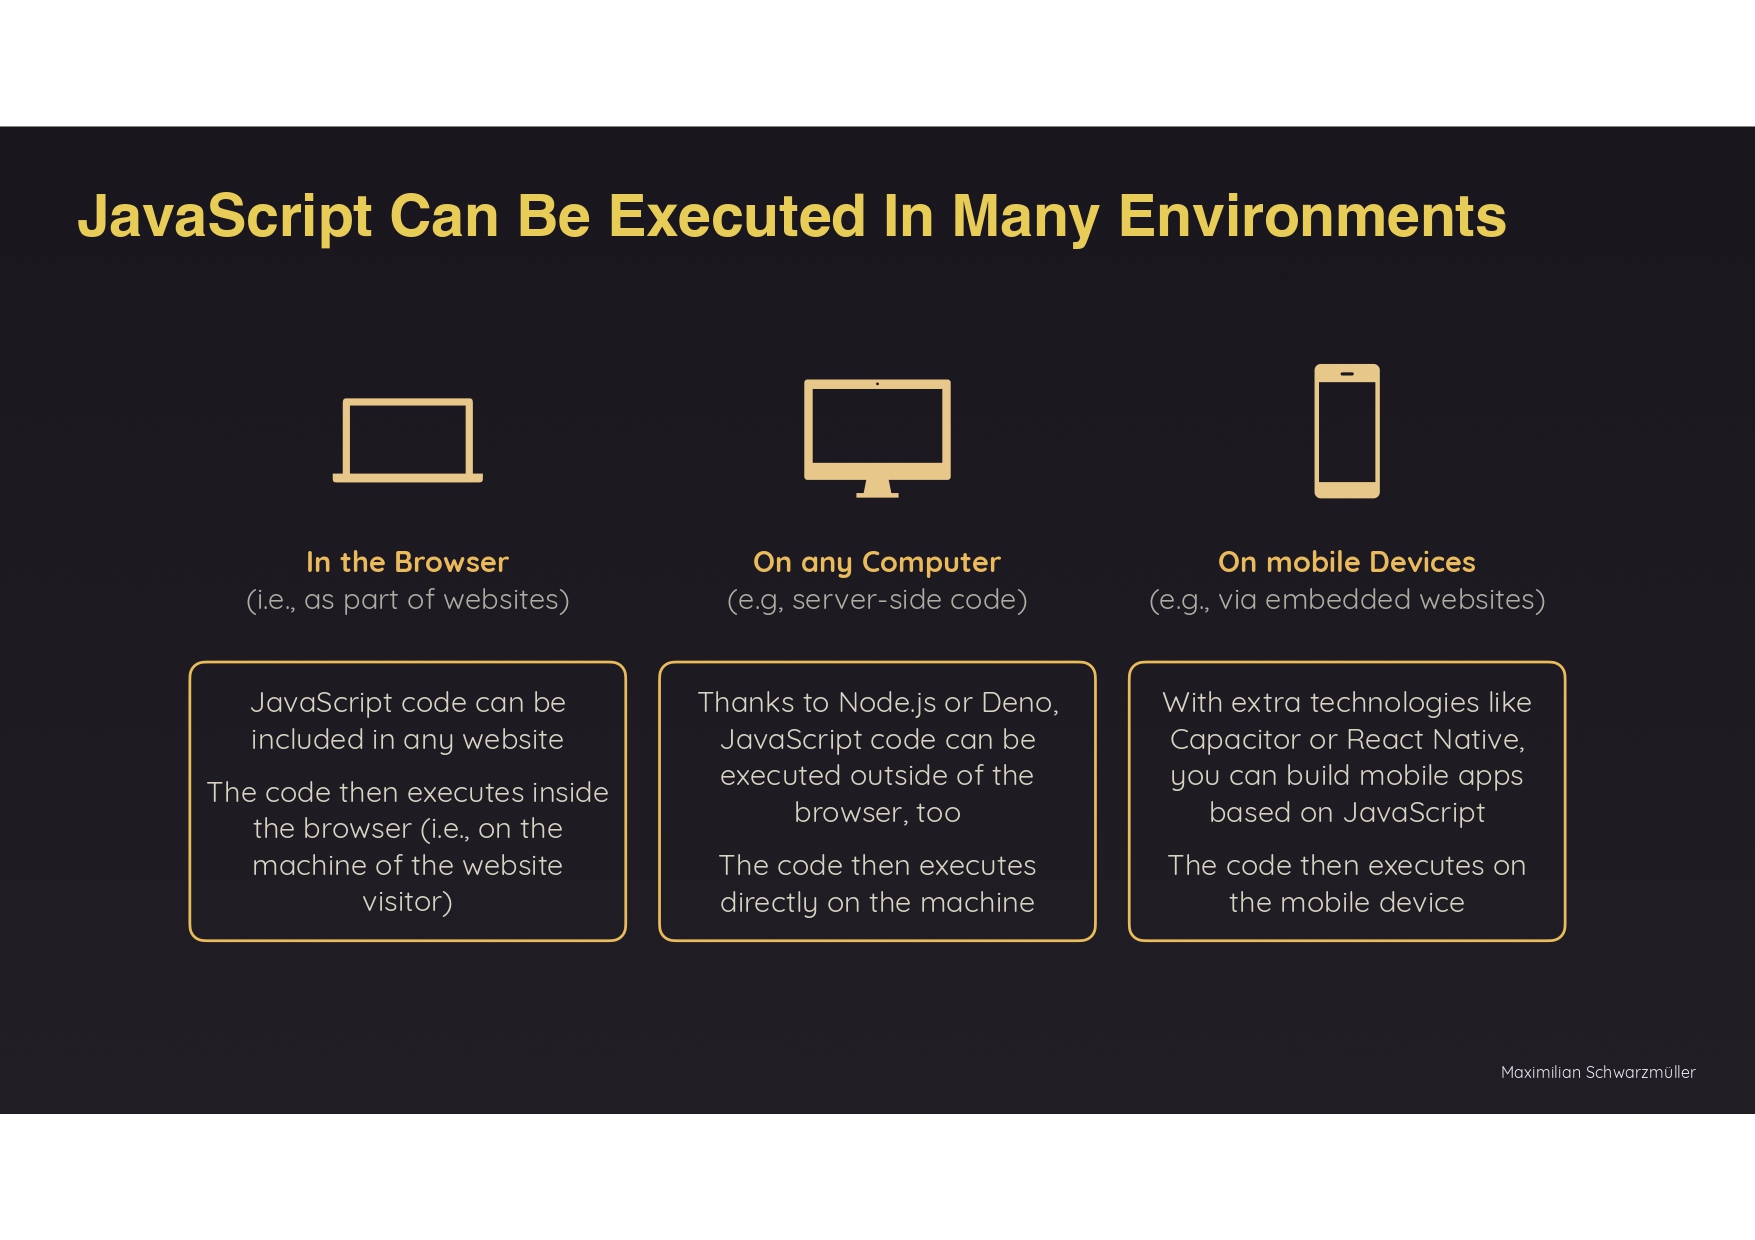 JavaScript Can Be Executed In Many Environments
In the Browser
(i.e., as part of websites)
JavaScript code can be
included in any website
The code then executes inside
the browser (i.e., on the
machine of the website
visitor)
On any Computer
(e.g, server-side code)
Thanks to Node.js or Deno,
JavaScript code can be
executed outside of the
browser, too
The code then executes
directly on the machine
On mobile Devices
(e.g., via embedded websites)
With extra technologies like
Capacitor or React Native,
you can build mobile apps
based on JavaScript
The code then executes on
the mobile device
Maximilian Schwarzmüller